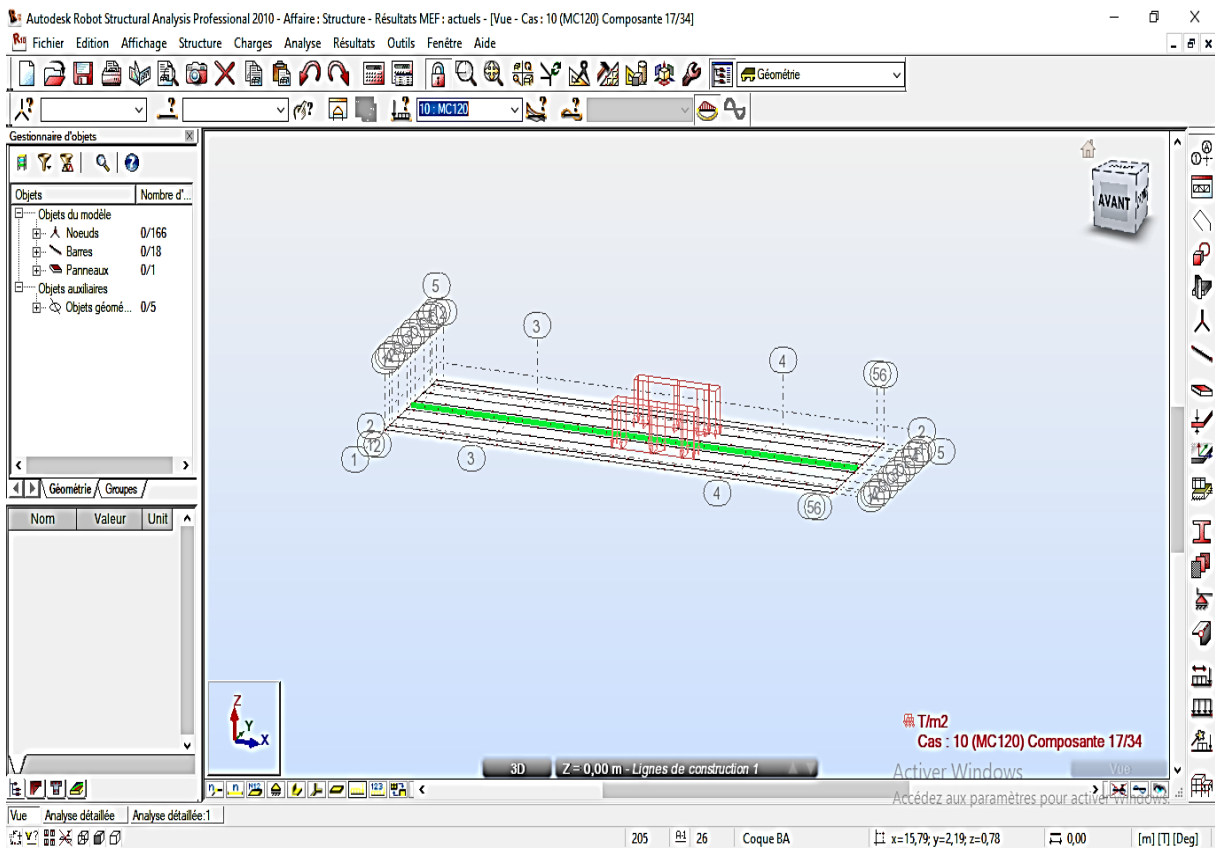 Autodesk Robot Structural Analysis Professional 2010 - Affaire : Structure - Résultats MEF : actuels - [Vue - Cas : 10 (MC120) Composante 17/34]
Fichier Edition Affichage Structure Charges Analyse Résultats Outils Fenêtre Aide
Géométrie
10 : MC120
Gestionnaire d'objets
Objets Nombre d'...
Objets du modèle
Noeuds 0/166
Barres 0/18
Panneaux 0/1
Objets auxiliaires
Objets géomé... 0/5
Géométrie Groupes
Nom Valeur Unit
AVANT
5
3
4
56
2
1
12
3
4
56
2
5
Z
Y
X
T/m2
Cas : 10 (MC120) Composante 17/34
3D Z = 0,00 m - Lignes de construction 1
Vue
Activer Windows
Accédez aux paramètres pour activer Windows.
Vue Analyse détaillée Analyse détaillée:1
205 26 Coque BA x=15,79; y=2,19; z=0,78 0,00 [m] [T] [Deg]